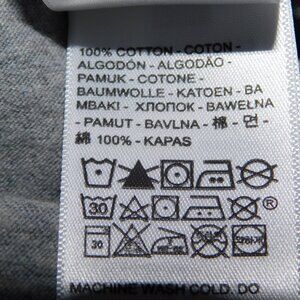 100% COTTON - COTON -
ALGODÓN - ALGODÃO -
PAMUK - COTONE -
BAUMWOLLE - KATOEN - BA
MBAKI - ХЛОПОК - BAWEŁNA
- PAMUT - BAVLNA - 棉 - 면 -
綿 100% - KAPAS
30 ®
30
MACHINE WASH COLD, DO